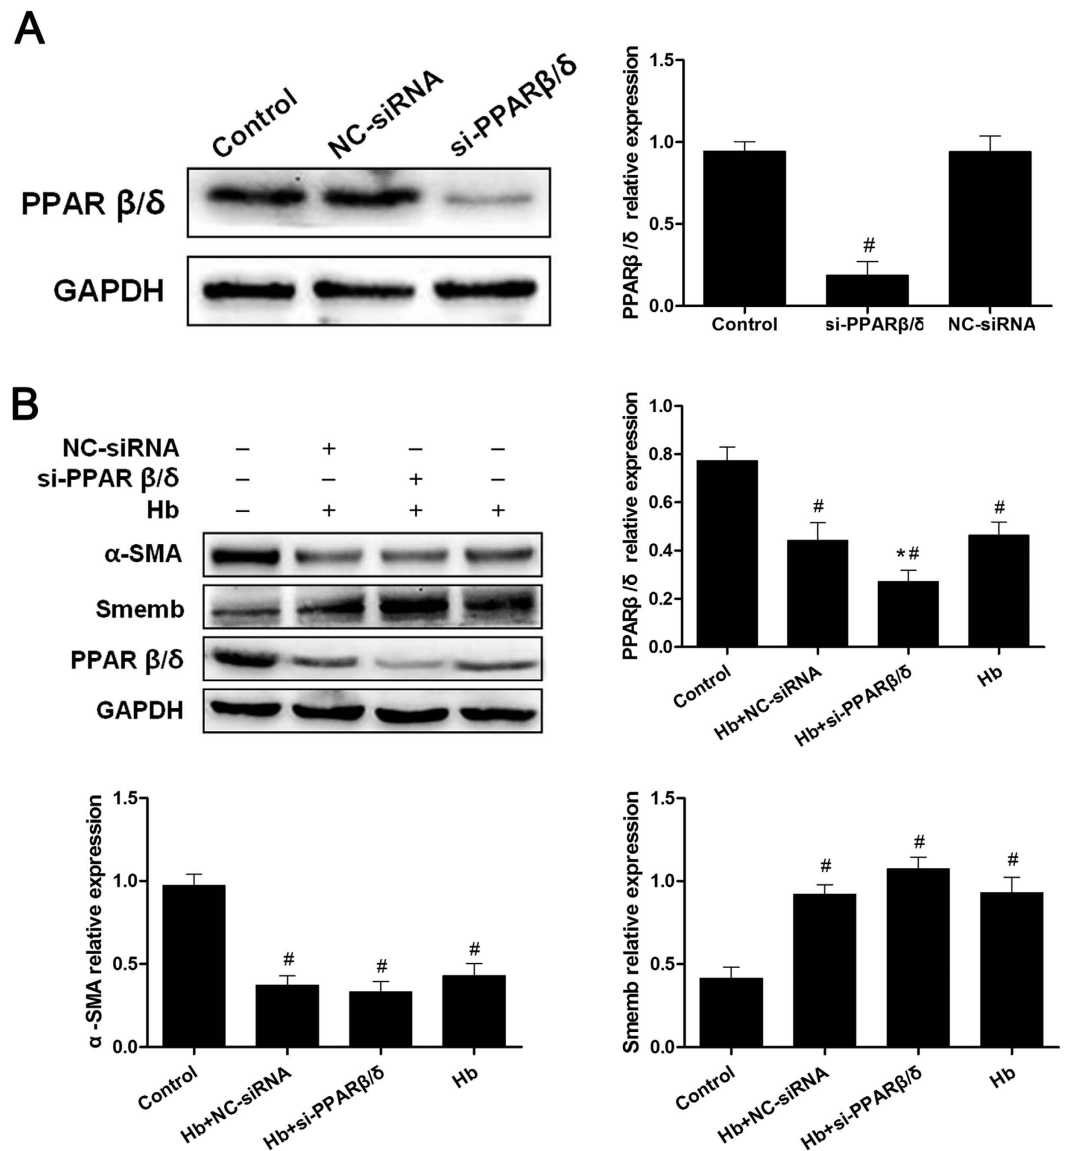 A
Control
NC-siRNA
si-PPARβ/δ
PPAR β/δ
GAPDH
PPARβ /δ relative expression
1.5
1.0
0.5
0.0
#
Control
si-PPARβ/δ
NC-siRNA
B
NC-siRNA – + – –
si-PPAR β/δ – – + –
Hb – + + +
α-SMA
Smemb
PPAR β/δ
GAPDH
PPARβ /δ relative expression
1.0
0.8
0.6
0.4
0.2
0.0
#
*#
#
Control
Hb+NC-siRNA
Hb+si-PPARβ/δ
Hb
α -SMA relative expression
1.5
1.0
0.5
0.0
#
#
#
Control
Hb+NC-siRNA
Hb+si-PPARβ/δ
Hb
Smemb relative expression
1.5
1.0
0.5
0.0
#
#
#
Control
Hb+NC-siRNA
Hb+si-PPARβ/δ
Hb